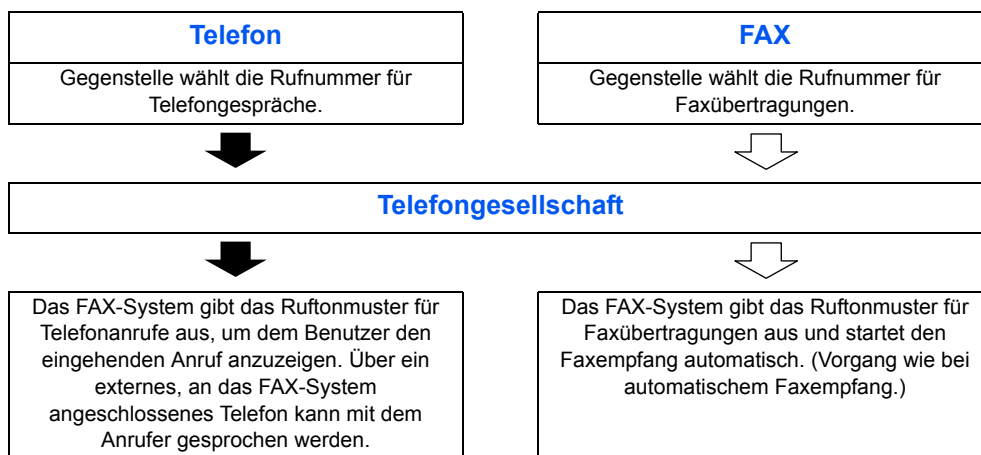 Telefon
Gegenstelle wählt die Rufnummer für
Telefongespräche.
FAX
Gegenstelle wählt die Rufnummer für
Faxübertragungen.
Telefongesellschaft
Das FAX-System gibt das Ruftonmuster für
Telefonanrufe aus, um dem Benutzer den
eingehenden Anruf anzuzeigen. Über ein
externes, an das FAX-System
angeschlossenes Telefon kann mit dem
Anrufer gesprochen werden.
Das FAX-System gibt das Ruftonmuster für
Faxübertragungen aus und startet den
Faxempfang automatisch. (Vorgang wie bei
automatischem Faxempfang.)